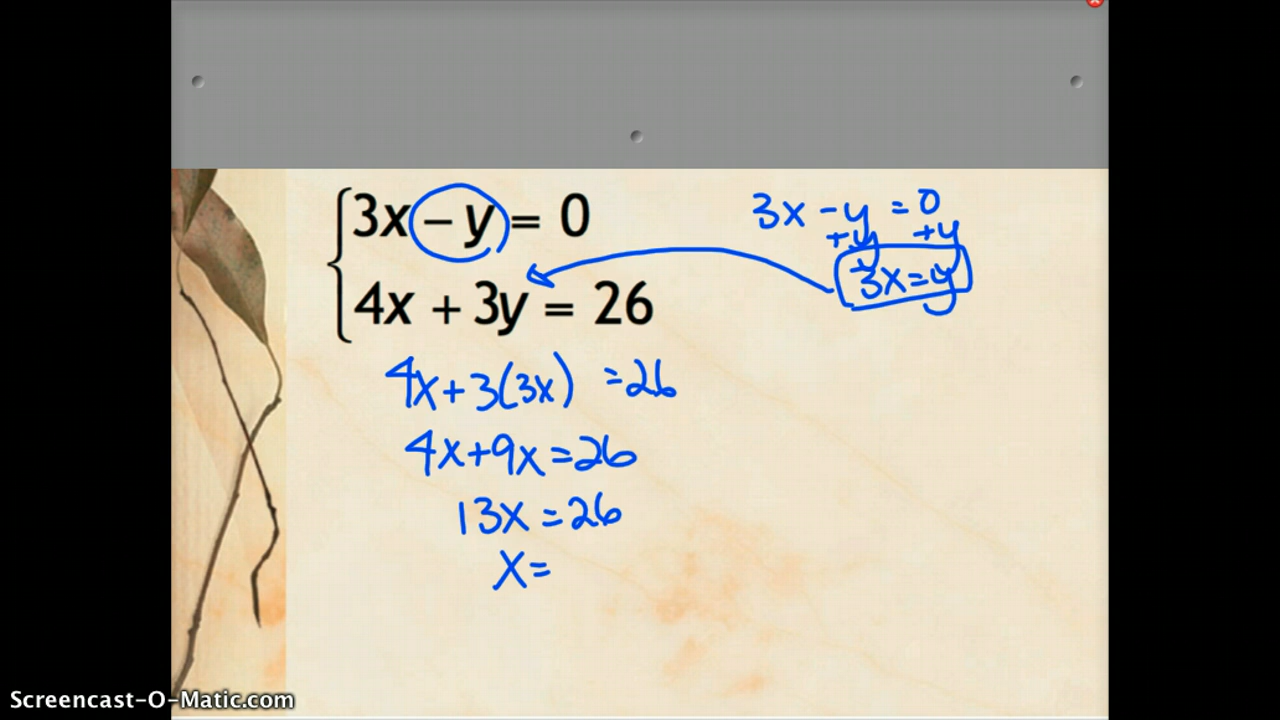 3x – y = 0
4x + 3y = 26
3x - y = 0
+y +y
3x = y
4x + 3(3x) = 26
4x + 9x = 26
13x = 26
x =
Screencast-O-Matic.com